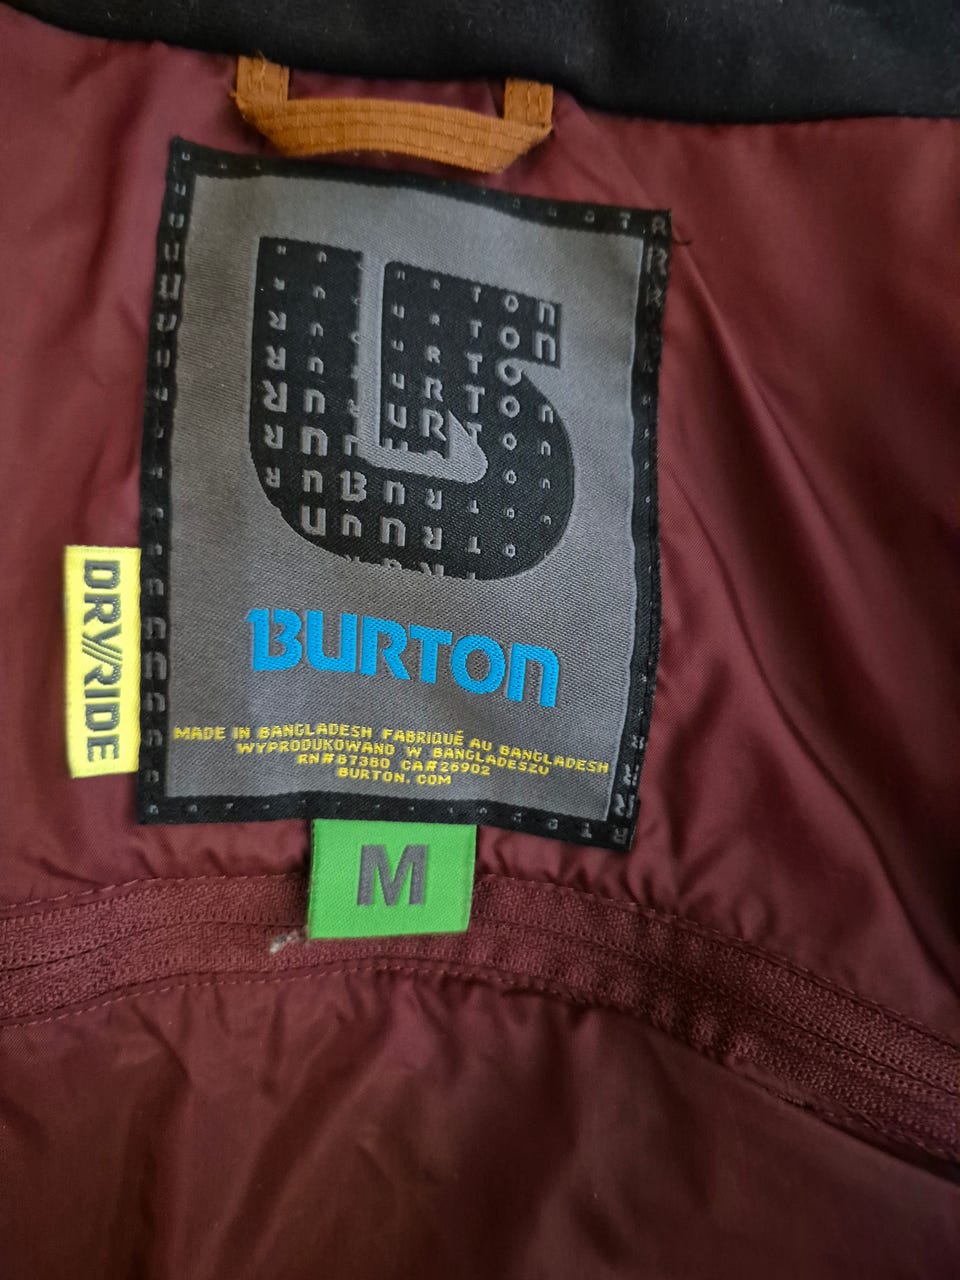 BURTON
MADE IN BANGLADESH FABRIQUÉ AU BANGLADESH
WYPRODUKOWANO W BANGLADESZU
RN#87380 CA#26902
BURTON.COM
DRY//RIDE
M